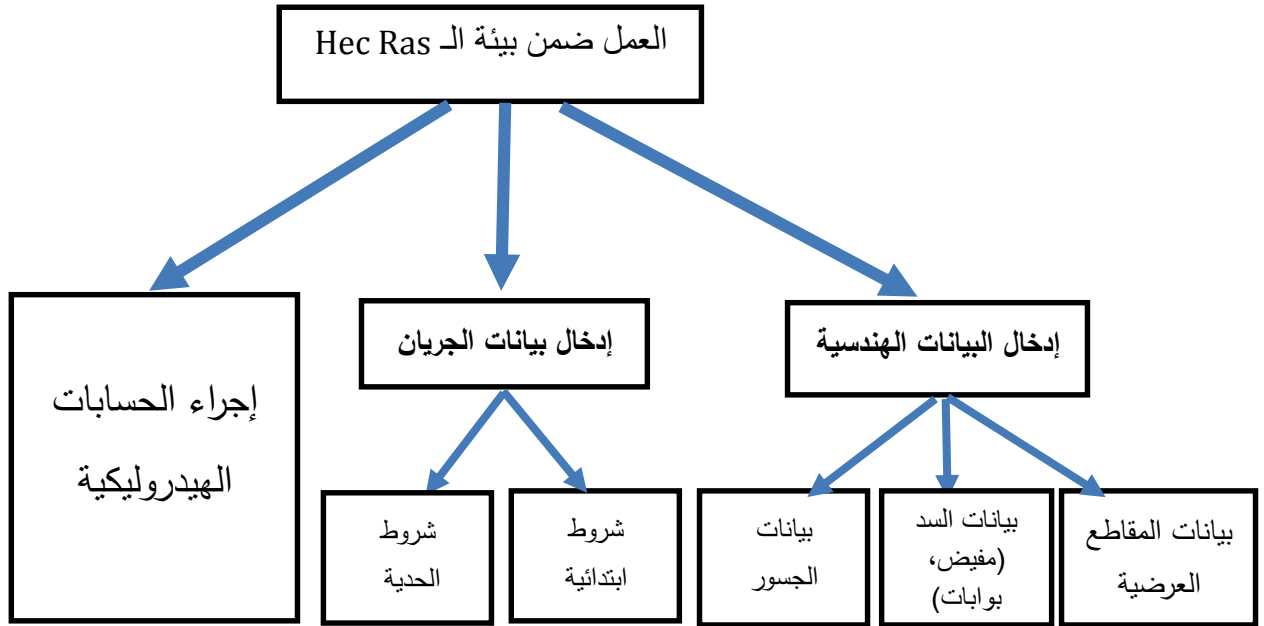 العمل ضمن بيئة الـ Hec Ras
إدخال البيانات الهندسية
إدخال بيانات الجريان
إجراء الحسابات
الهيدروليكية
بيانات المقاطع
العرضية
بيانات السد
(مفيض،
بوابات)
بيانات
الجسور
شروط
ابتدائية
شروط
الحدية